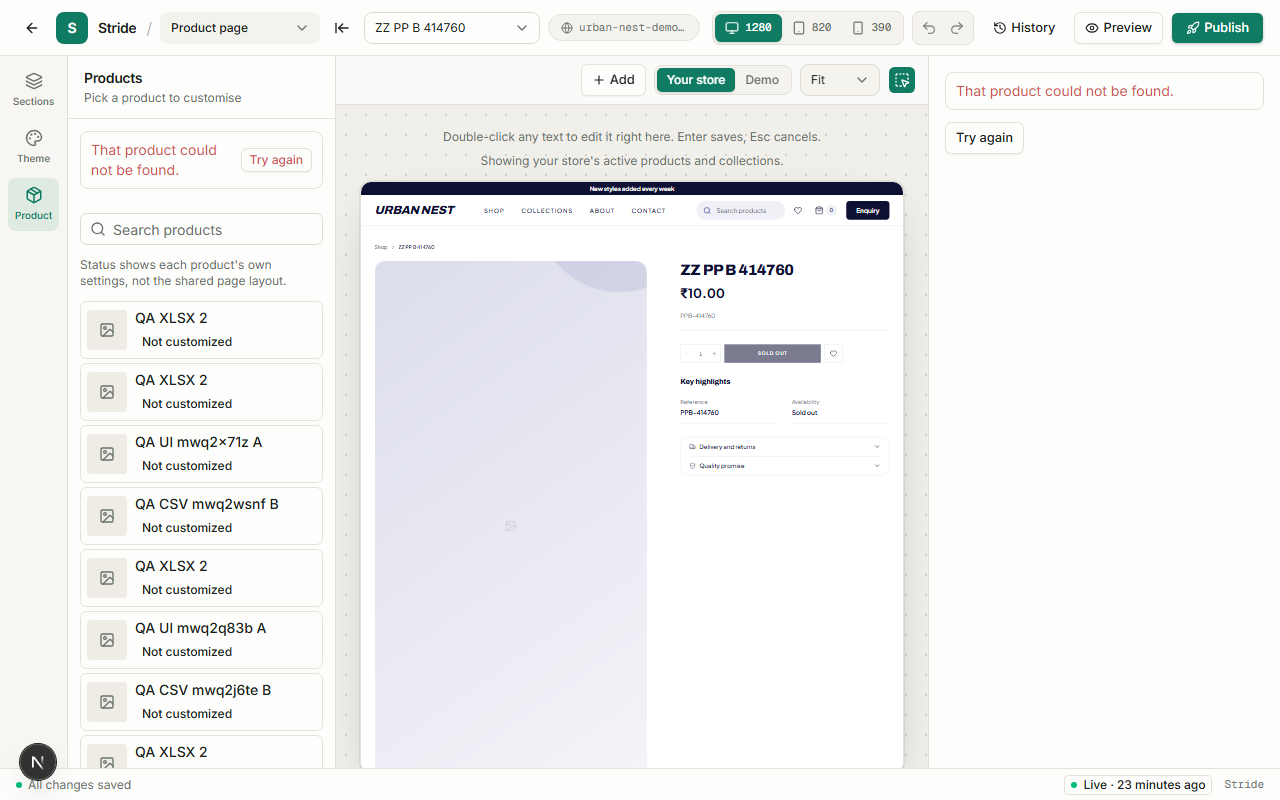 S
Stride
/
Product page
ZZ PP B 414760
urban-nest-demo…
1280
820
390
History
Preview
Publish
Sections
Theme
Product
Products
Pick a product to customise
That product could
not be found.
Try again
Search products
Status shows each product's own
settings, not the shared page layout.
QA XLSX 2
Not customized
QA XLSX 2
Not customized
QA UI mwq2x71z A
Not customized
QA CSV mwq2wsnf B
Not customized
QA XLSX 2
Not customized
QA UI mwq2q83b A
Not customized
QA CSV mwq2j6te B
Not customized
QA XLSX 2
N
All changes saved
Add
Your store
Demo
Fit
Double-click any text to edit it right here. Enter saves, Esc cancels.
Showing your store's active products and collections.
New styles added every week
URBAN NEST
SHOP
COLLECTIONS
ABOUT
CONTACT
Search products
0
Enquiry
Shop > ZZ PP B 414760
ZZ PP B 414760
₹10.00
PPB-414760
- 1 +
SOLD OUT
Key highlights
Reference
PPB-414760
Availability
Sold out
Delivery and returns
Quality promise
That product could not be found.
Try again
Live · 23 minutes ago
Stride